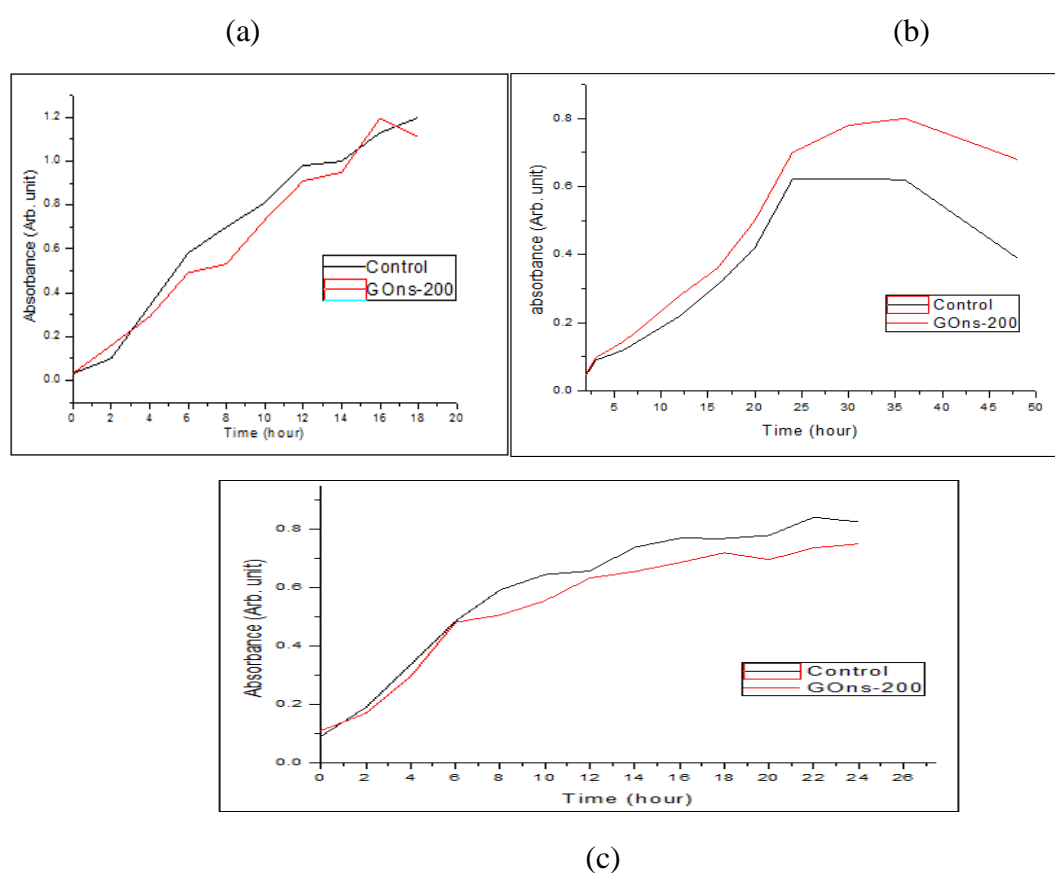 (a)
(b)
Absorbance (Arb. unit)
1.2
1.0
0.8
0.6
0.4
0.2
0.0
Control
GOns-200
0 2 4 6 8 10 12 14 16 18 20
Time (hour)
absorbance (Arb. unit)
0.8
0.6
0.4
0.2
0.0
Control
GOns-200
5 10 15 20 25 30 35 40 45 50
Time (hour)
Absorbance (Arb. unit)
0.8
0.6
0.4
0.2
0.0
Control
GOns-200
0 2 4 6 8 10 12 14 16 18 20 22 24 26
Time (hour)
(c)